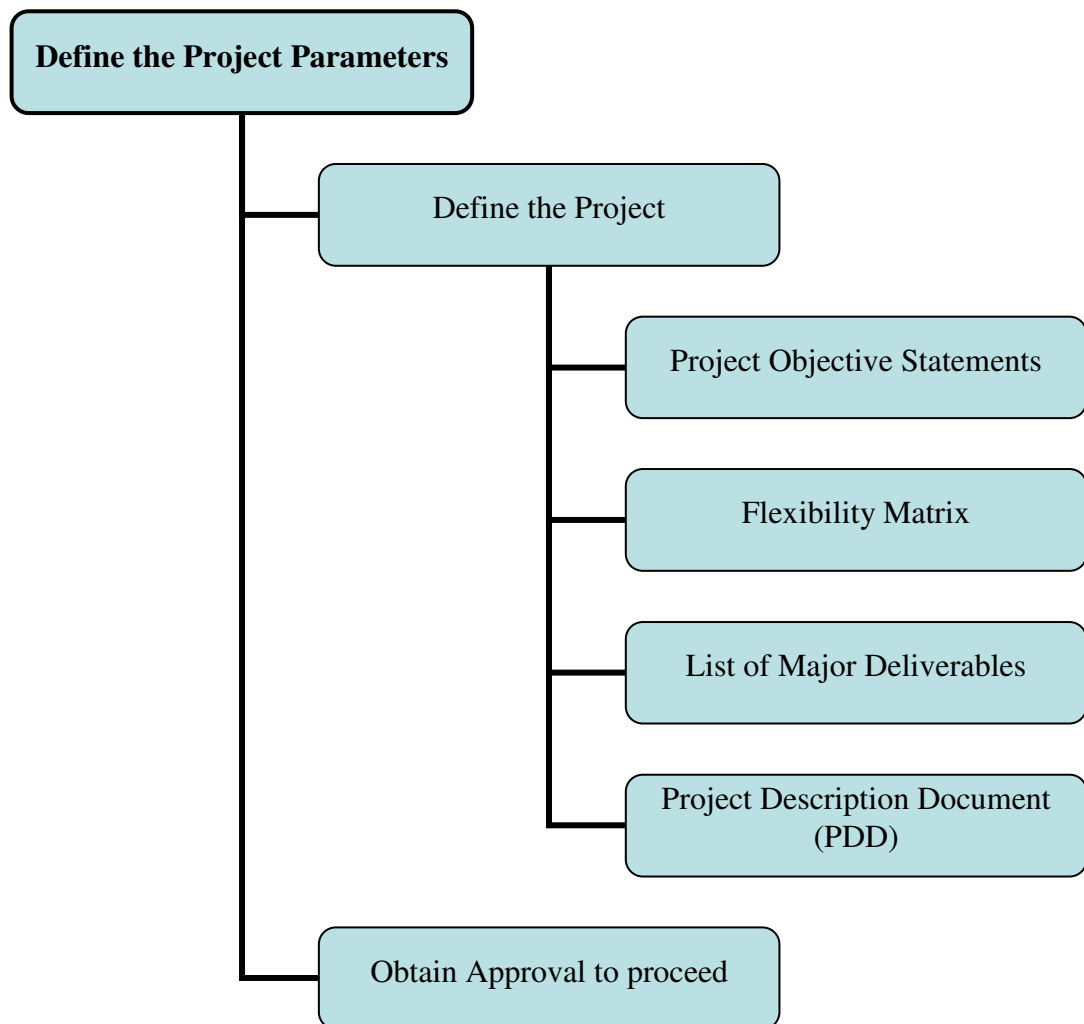 Define the Project Parameters
Define the Project
Project Objective Statements
Flexibility Matrix
List of Major Deliverables
Project Description Document
(PDD)
Obtain Approval to proceed